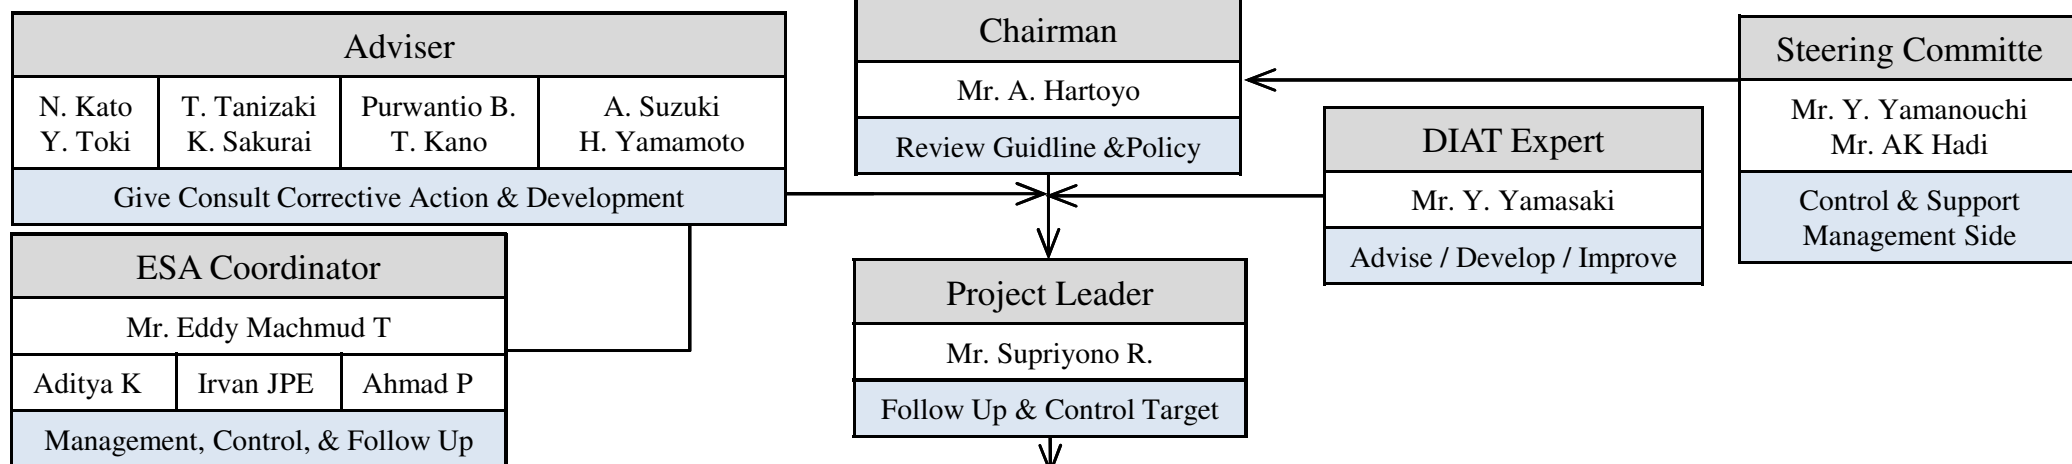 Adviser
N. Kato
Y. Toki
T. Tanizaki
K. Sakurai
Purwantio B.
T. Kano
A. Suzuki
H. Yamamoto
Give Consult Corrective Action & Development
ESA Coordinator
Mr. Eddy Machmud T
Aditya K
Irvan JPE
Ahmad P
Management, Control, & Follow Up
Chairman
Mr. A. Hartoyo
Review Guidline &Policy
Project Leader
Mr. Supriyono R.
Follow Up & Control Target
DIAT Expert
Mr. Y. Yamasaki
Advise / Develop / Improve
Steering Committe
Mr. Y. Yamanouchi
Mr. AK Hadi
Control & Support
Management Side